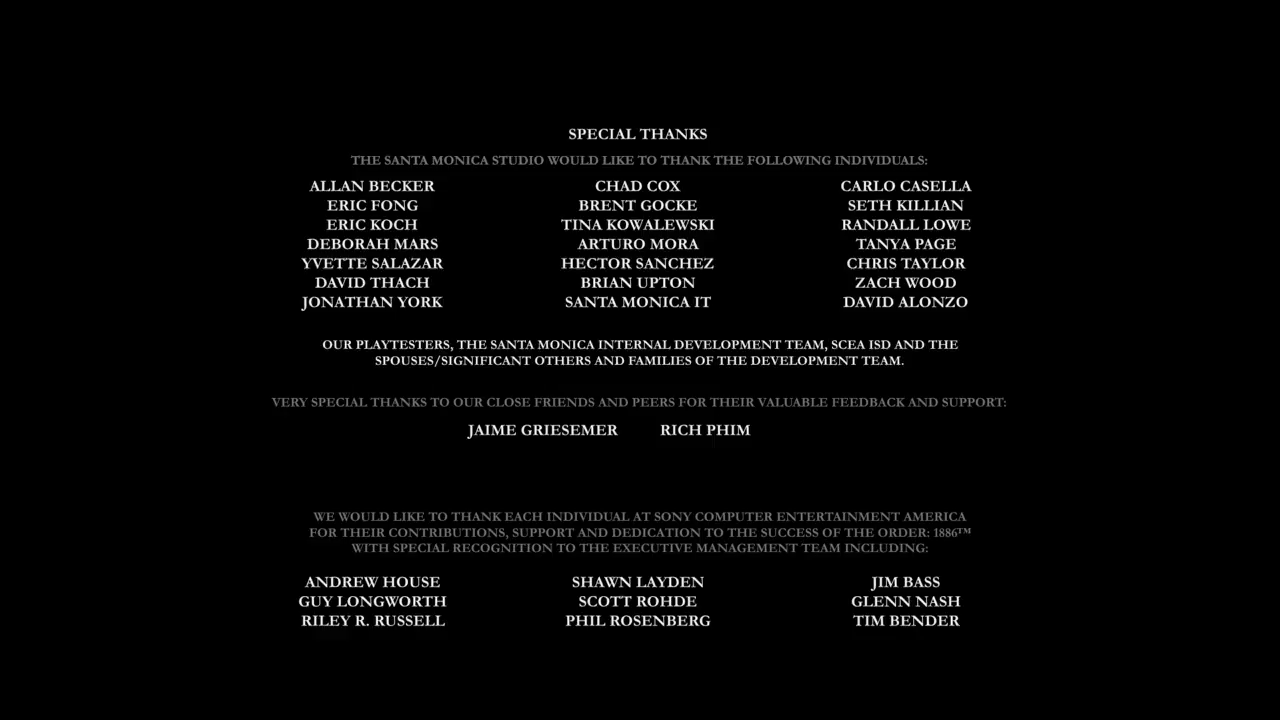 SPECIAL THANKS
THE SANTA MONICA STUDIO WOULD LIKE TO THANK THE FOLLOWING INDIVIDUALS:
ALLAN BECKER CHAD COX CARLO CASELLA
ERIC FONG BRENT GOCKE SETH KILLIAN
ERIC KOCH TINA KOWALEWSKI RANDALL LOWE
DEBORAH MARS ARTURO MORA TANYA PAGE
YVETTE SALAZAR HECTOR SANCHEZ CHRIS TAYLOR
DAVID THACH BRIAN UPTON ZACH WOOD
JONATHAN YORK SANTA MONICA IT DAVID ALONZO
OUR PLAYTESTERS, THE SANTA MONICA INTERNAL DEVELOPMENT TEAM, SCEA ISD AND THE
SPOUSES/SIGNIFICANT OTHERS AND FAMILIES OF THE DEVELOPMENT TEAM.
VERY SPECIAL THANKS TO OUR CLOSE FRIENDS AND PEERS FOR THEIR VALUABLE FEEDBACK AND SUPPORT:
JAIME GRIESEMER RICH PHIM
WE WOULD LIKE TO THANK EACH INDIVIDUAL AT SONY COMPUTER ENTERTAINMENT AMERICA
FOR THEIR CONTRIBUTIONS, SUPPORT AND DEDICATION TO THE SUCCESS OF THE ORDER: 1886™
WITH SPECIAL RECOGNITION TO THE EXECUTIVE MANAGEMENT TEAM INCLUDING:
ANDREW HOUSE SHAWN LAYDEN JIM BASS
GUY LONGWORTH SCOTT ROHDE GLENN NASH
RILEY R. RUSSELL PHIL ROSENBERG TIM BENDER